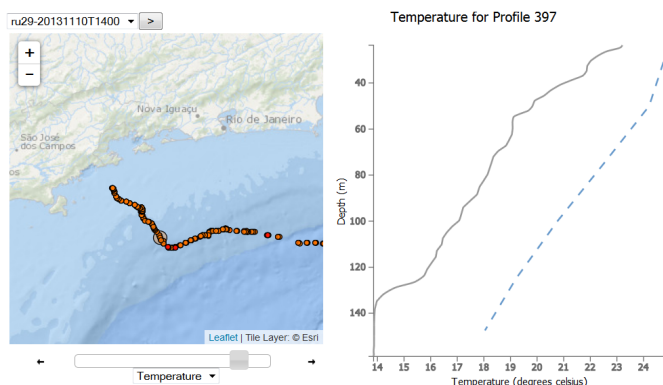 ru29-20131110T1400
>
Temperature for Profile 397
+
−
Nova Iguaçu
Rio de Janeiro
São José
dos Campos
os
Leaflet | Tile Layer: © Esri
←
→
Temperature
Depth (m)
40
60
80
100
120
140
14 15 16 17 18 19 20 21 22 23 24
Temperature (degrees celsius)